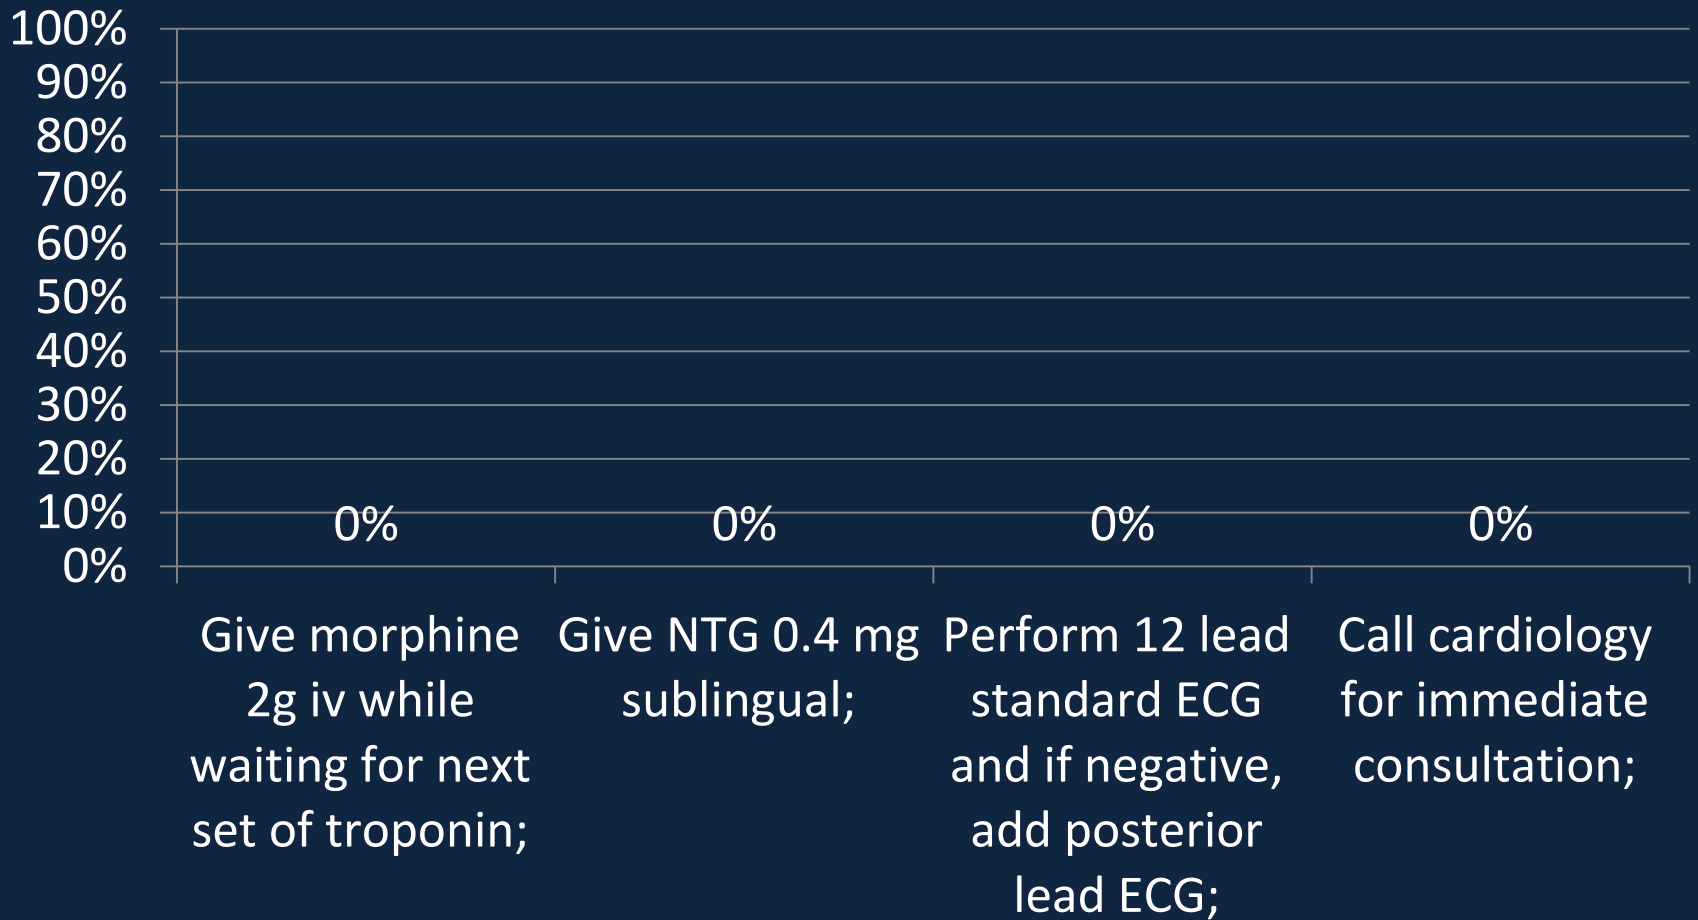 100%
90%
80%
70%
60%
50%
40%
30%
20%
10%
0%
0% 0% 0% 0%
Give morphine
2g iv while
waiting for next
set of troponin;
Give NTG 0.4 mg
sublingual;
Perform 12 lead
standard ECG
and if negative,
add posterior
lead ECG;
Call cardiology
for immediate
consultation;